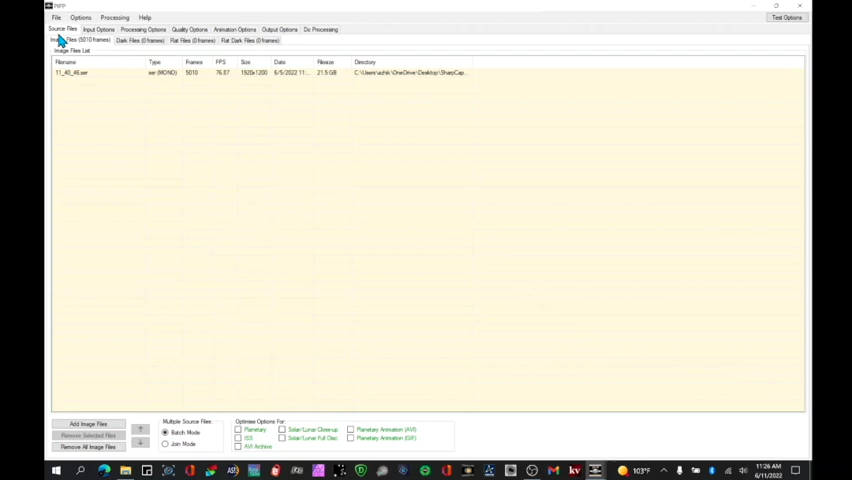 PIPP
File Options Processing Help
Test Options
Source Files Input Options Processing Options Quality Options Animation Options Output Options Do Processing
Files (5010 frames) Dark Files (0 frames) Flat Files (0 frames) Flat Dark Files (0 frames)
Image Files List
Filename Type Frames FPS Size Date Filesize Directory
11_40_46.ser ser (MONO) 5010 76.07 1920x1200 6/5/2022 11:... 21.5 GB C:\Users\azhik\OneDrive\Desktop\SharpCap...
Add Image Files
Remove Selected Files
Remove All Image Files
Multiple Source Files:
Batch Mode
Join Mode
Optimise Options For:
Planetary Solar/Lunar Close-up Planetary Animation (AVI)
ISS Solar/Lunar Full Disc Planetary Animation (GIF)
AVI Archive
103°F
11:26 AM
6/11/2022